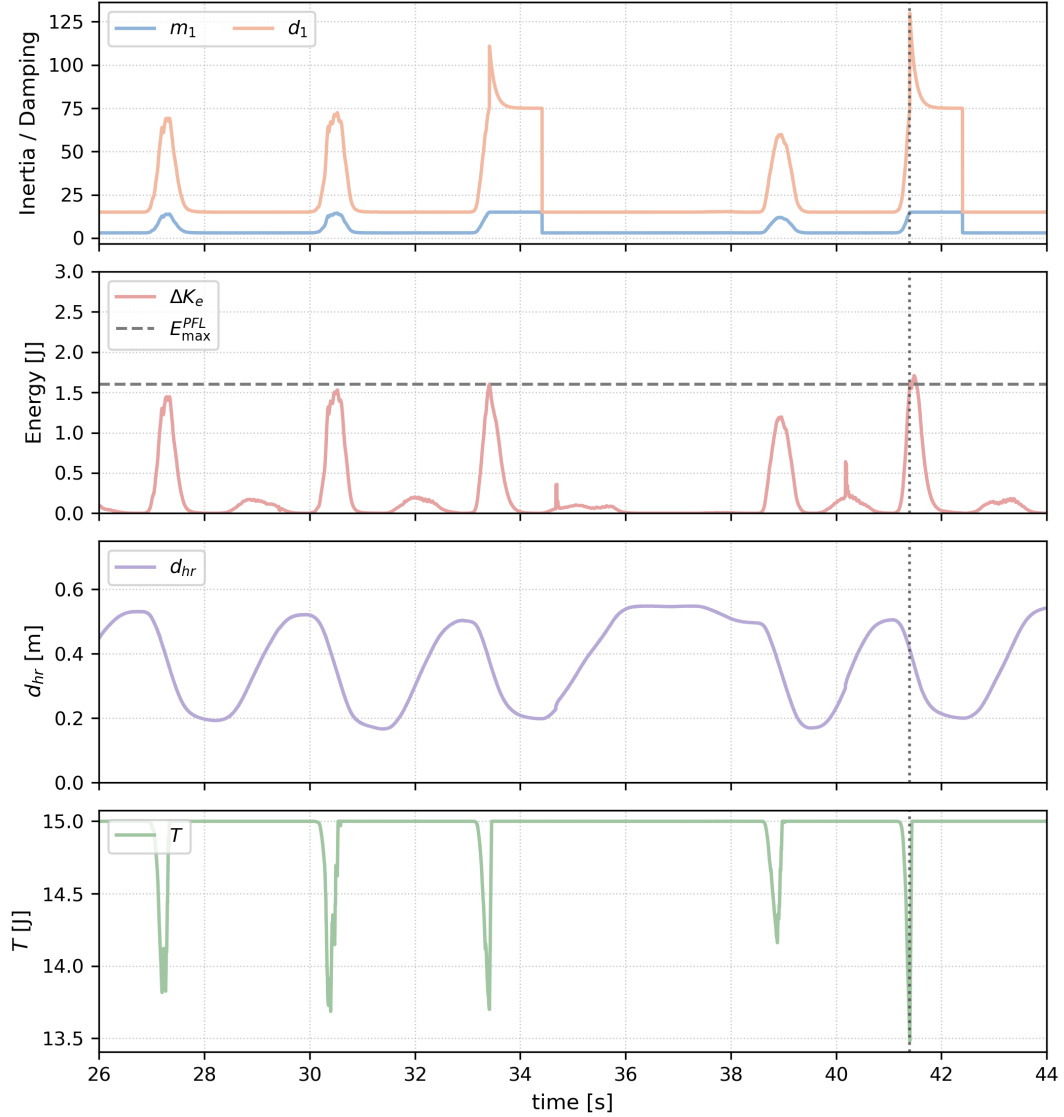 Inertia / Damping
125
100
75
50
25
0
m₁ d₁
Energy [J]
3.0
2.5
2.0
1.5
1.0
0.5
0.0
ΔKₑ
E_max^PFL
d_hr [m]
0.6
0.4
0.2
0.0
d_hr
T [J]
15.0
14.5
14.0
13.5
T
26 28 30 32 34 36 38 40 42 44
time [s]